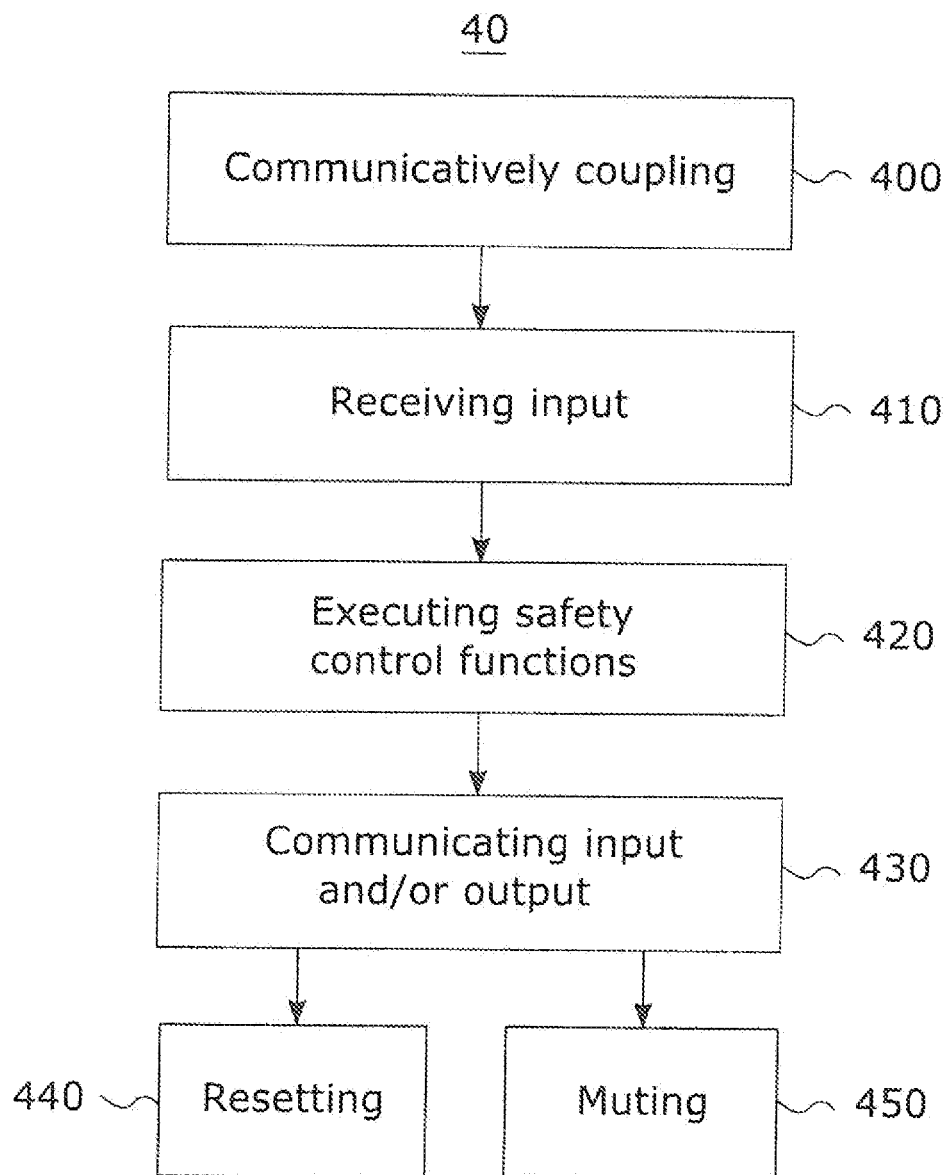 40
Communicatively coupling
400
Receiving input
410
Executing safety
control functions
420
Communicating input
and/or output
430
440
Resetting
Muting
450